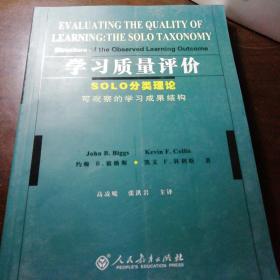 EVALUATING THE QUALITY OF
LEARNING: THE SOLO TAXONOMY
Structure of the Observed Learning Outcome
学习质量评价
SOLO分类理论
可观察的学习成果结构
John B. Biggs Kevin F. Collis
约翰 B. 彼格斯 凯文 F. 科利斯 著
高凌飚 张洪岩 主译
人民教育出版社
PEOPLE'S EDUCATION PRESS